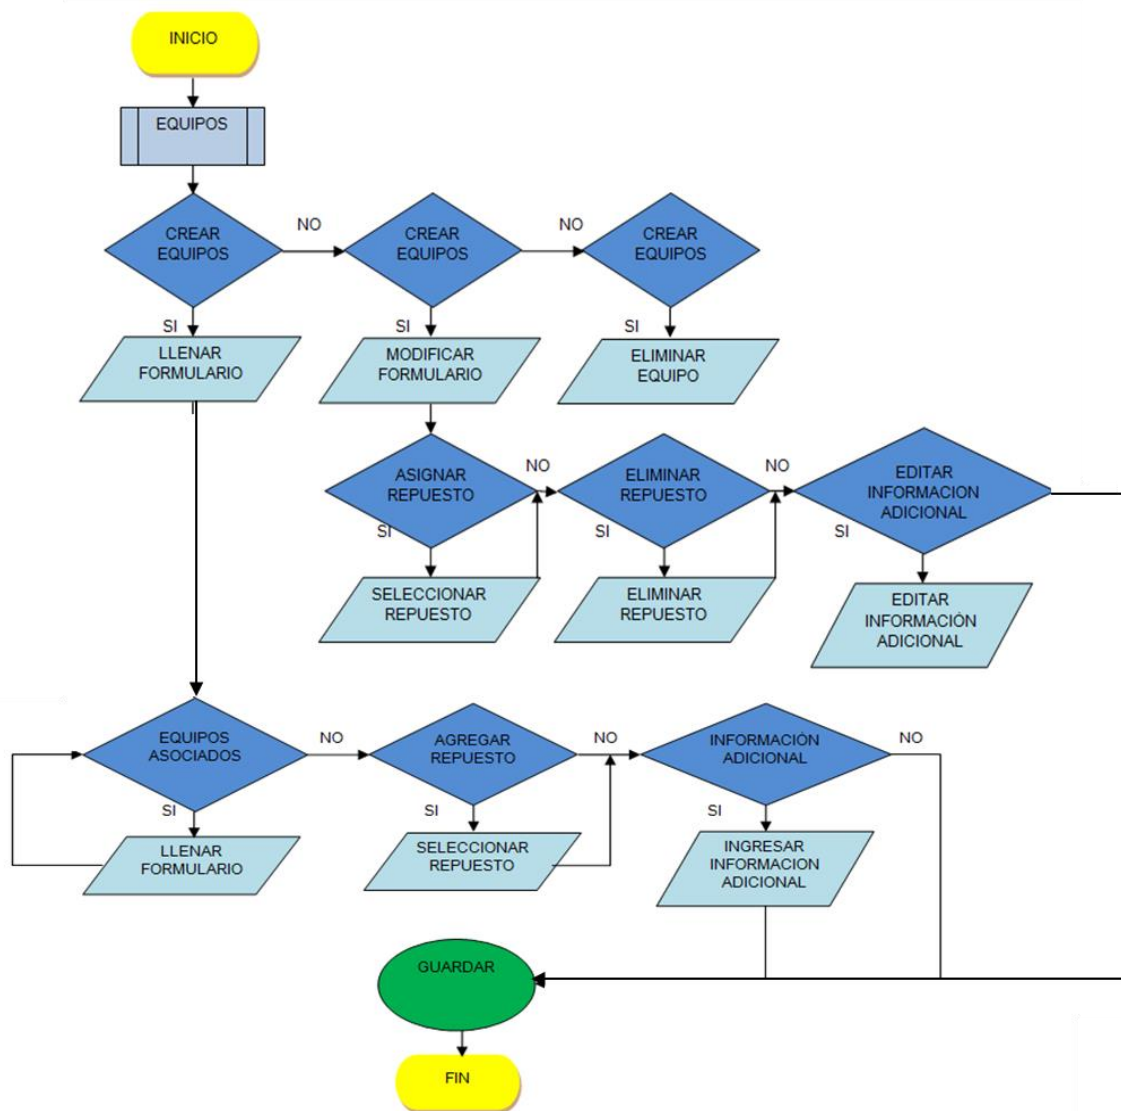 INICIO
EQUIPOS
CREAR
EQUIPOS
NO
CREAR
EQUIPOS
NO
CREAR
EQUIPOS
SI
LLENAR
FORMULARIO
SI
MODIFICAR
FORMULARIO
SI
ELIMINAR
EQUIPO
ASIGNAR
REPUESTO
NO
ELIMINAR
REPUESTO
NO
EDITAR
INFORMACION
ADICIONAL
SI
SELECCIONAR
REPUESTO
SI
ELIMINAR
REPUESTO
SI
EDITAR
INFORMACIÓN
ADICIONAL
EQUIPOS
ASOCIADOS
NO
AGREGAR
REPUESTO
NO
INFORMACIÓN
ADICIONAL
NO
SI
LLENAR
FORMULARIO
SI
SELECCIONAR
REPUESTO
SI
INGRESAR
INFORMACION
ADICIONAL
GUARDAR
FIN